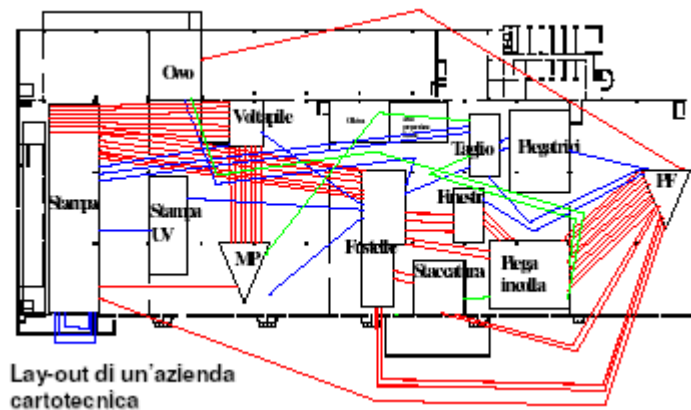 Owo
Voltapile
Taglio
Piegatrici
Stampa
Stampa
UV
Finestr
PF
MP
Fustelle
Staccatura
Piega
incolla
Lay-out di un'azienda
cartotecnica